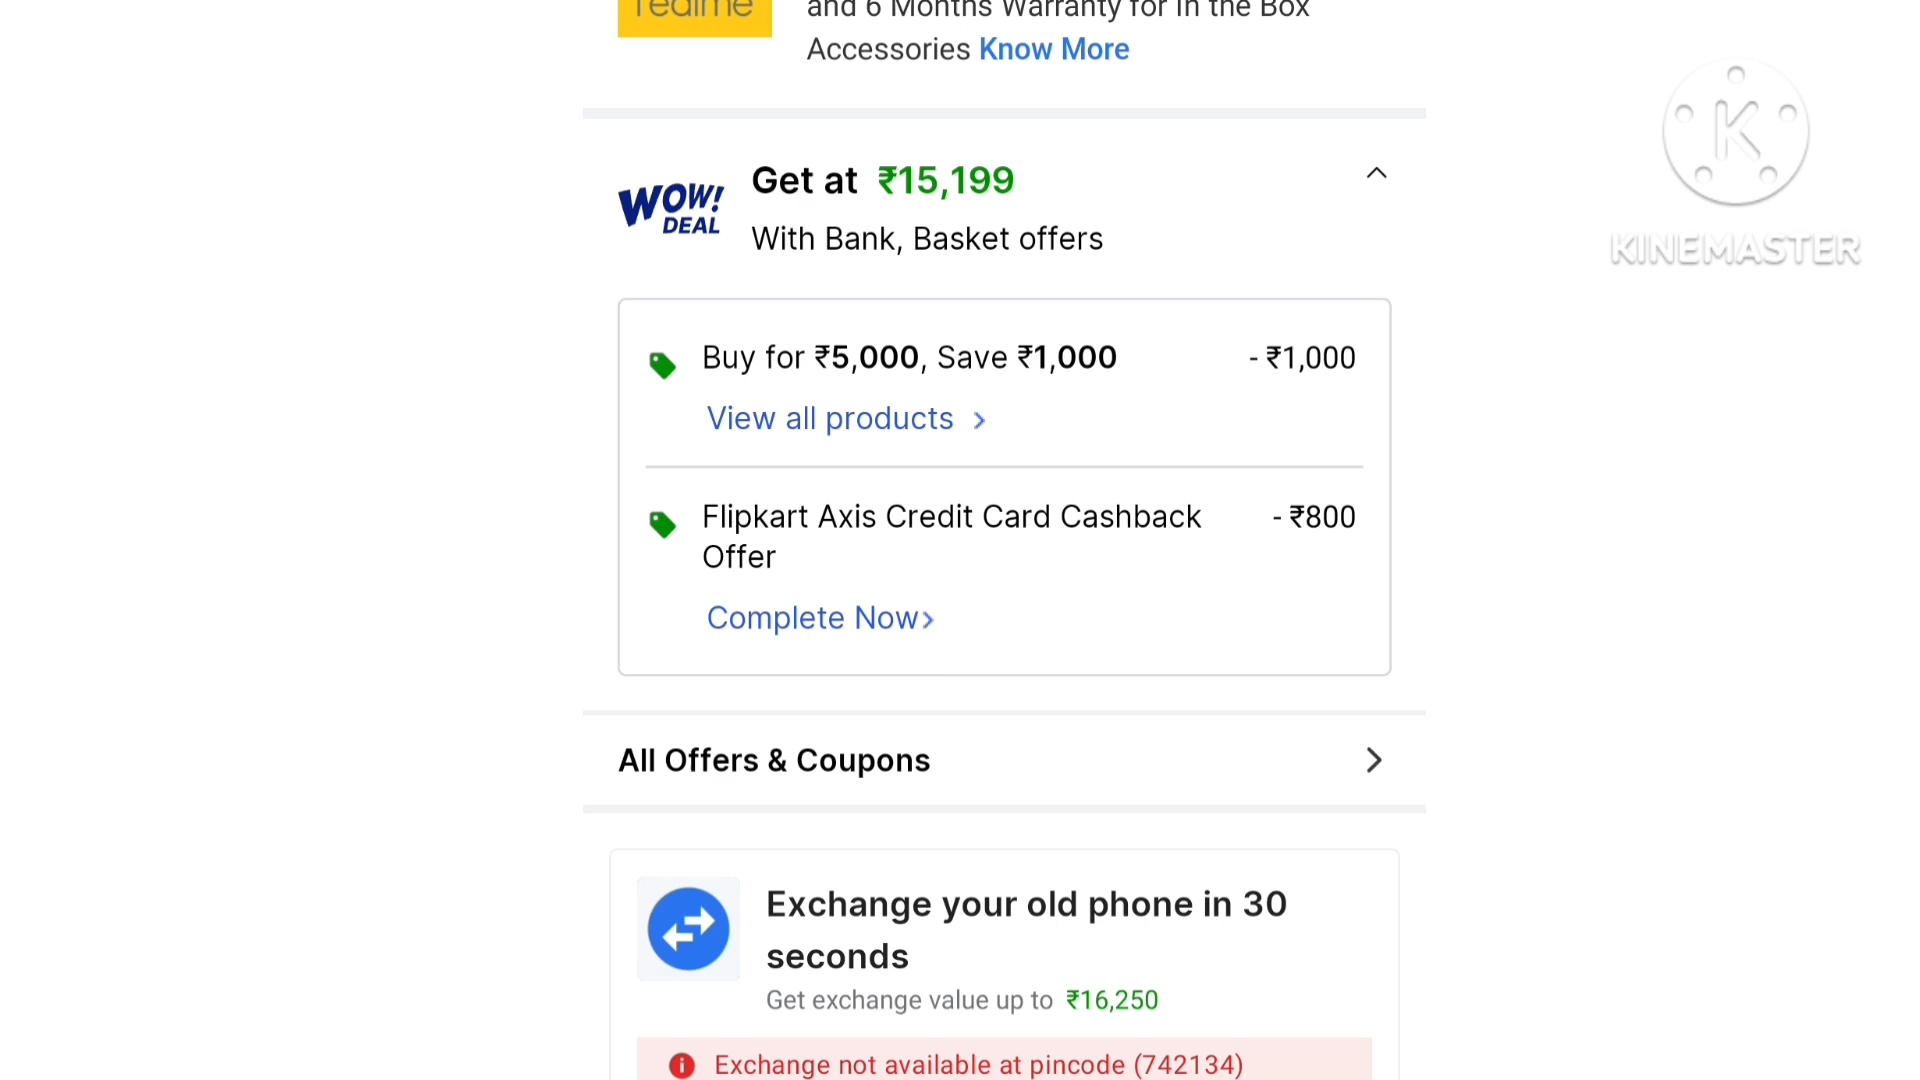 realme
and 6 Months Warranty for In the Box
Accessories Know More
WOW!
DEAL
Get at ₹15,199
With Bank, Basket offers
Buy for ₹5,000, Save ₹1,000 - ₹1,000
View all products >
Flipkart Axis Credit Card Cashback - ₹800
Offer
Complete Now>
All Offers & Coupons
Exchange your old phone in 30
seconds
Get exchange value up to ₹16,250
Exchange not available at pincode (742134)
K
KINEMASTER